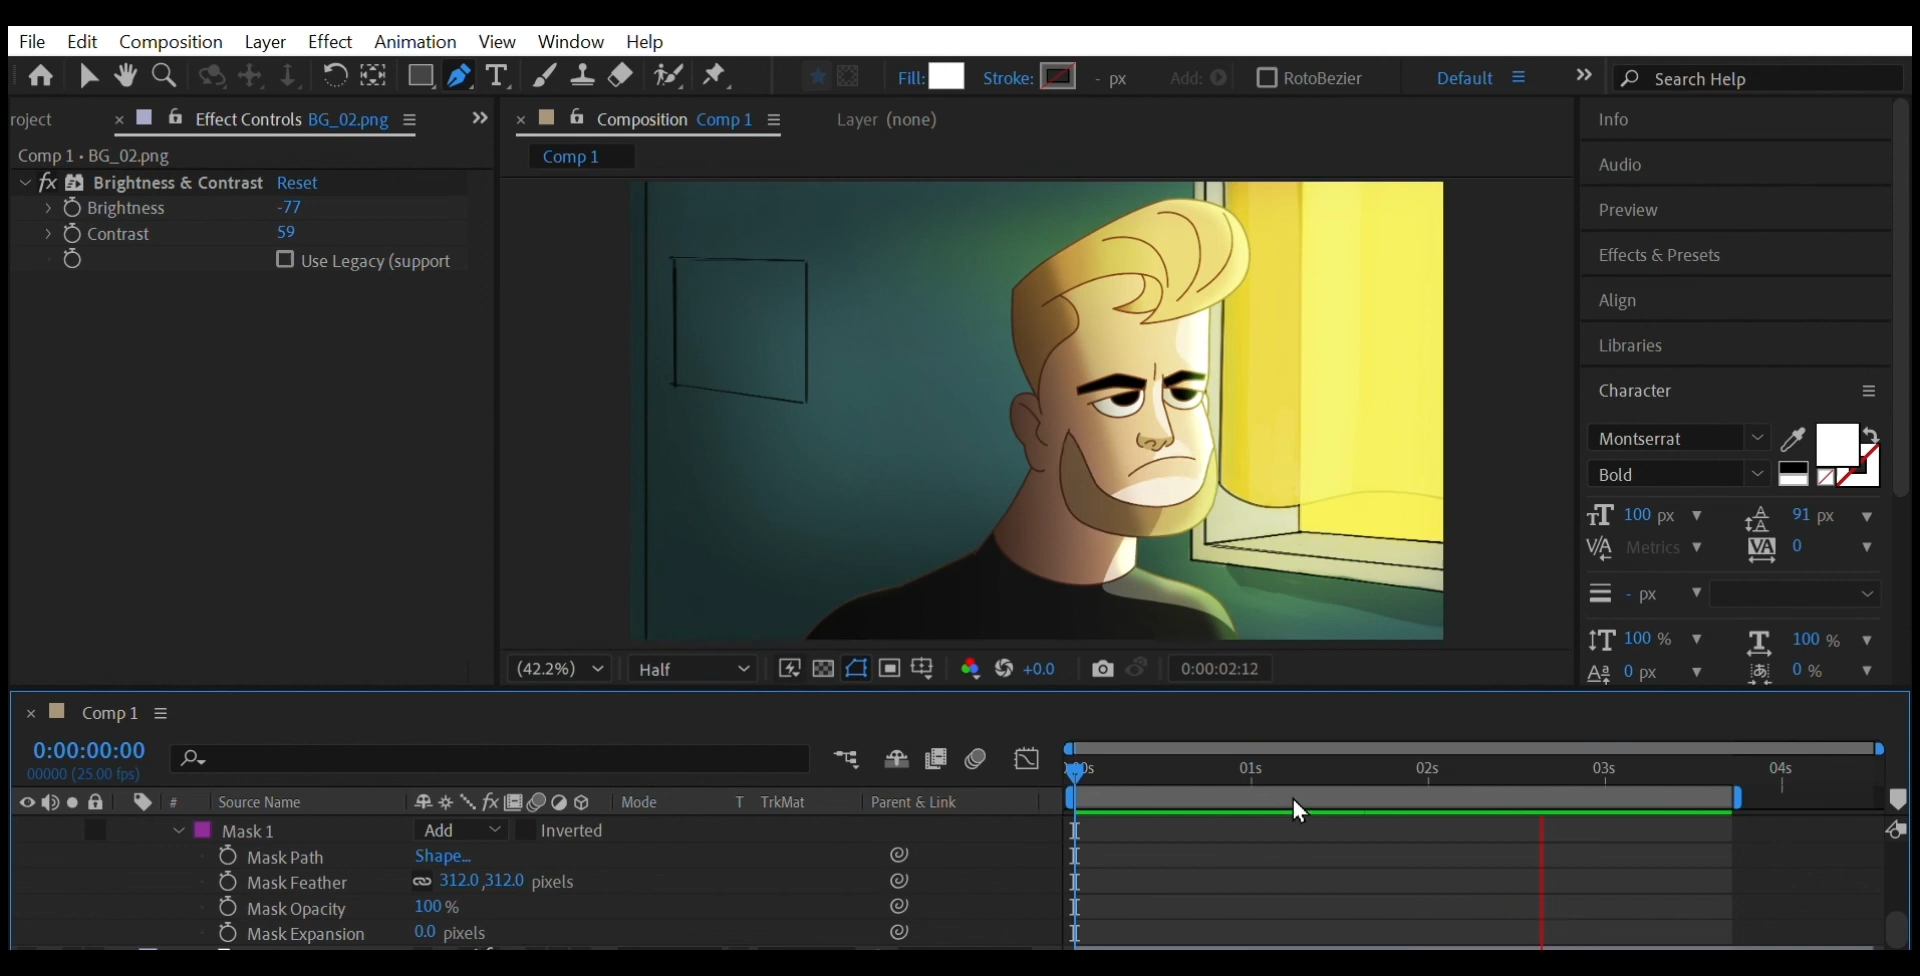 File Edit Composition Layer Effect Animation View Window Help
Fill: Stroke: - px Add: RotoBezier Default Search Help
roject × Effect Controls BG_02.png × Composition Comp 1 Layer (none)
Comp 1 • BG_02.png
Comp 1
fx Brightness & Contrast Reset
Brightness -77
Contrast 59
Use Legacy (support
Info
Audio
Preview
Effects & Presets
Align
Libraries
Character
Montserrat
Bold
100 px 91 px
Metrics 0
- px
100 % 100 %
0 px 0 %
(42.2%) Half +0.0 0:00:02:12
× Comp 1
0:00:00:00
00000 (25.00 fps)
01s 02s 03s 04s
# Source Name fx Mode T TrkMat Parent & Link
Mask 1 Add Inverted
Mask Path Shape...
Mask Feather 312.0,312.0 pixels
Mask Opacity 100 %
Mask Expansion 0.0 pixels